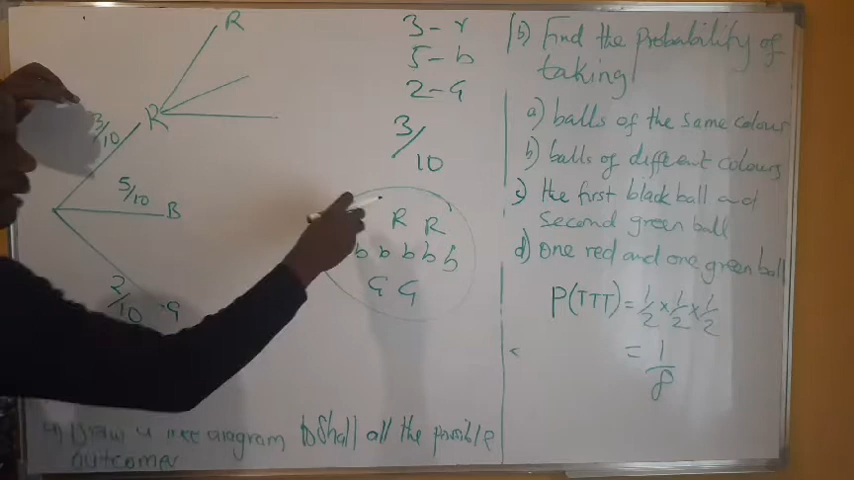 R
3/10
R
5/10
B
2/10
G
3 - r
5 - b
2 - G
3/10
R R
b b b b b
G G
a) Draw a tree diagram to Shall all the possible
outcomes
(b) Find the probability of
taking
a) balls of the same colour
b) balls of different colours
c) the first black ball and
second green ball
d) One red and one green ball
P(TTT) = 1/2 x 1/2 x 1/2
= 1/8